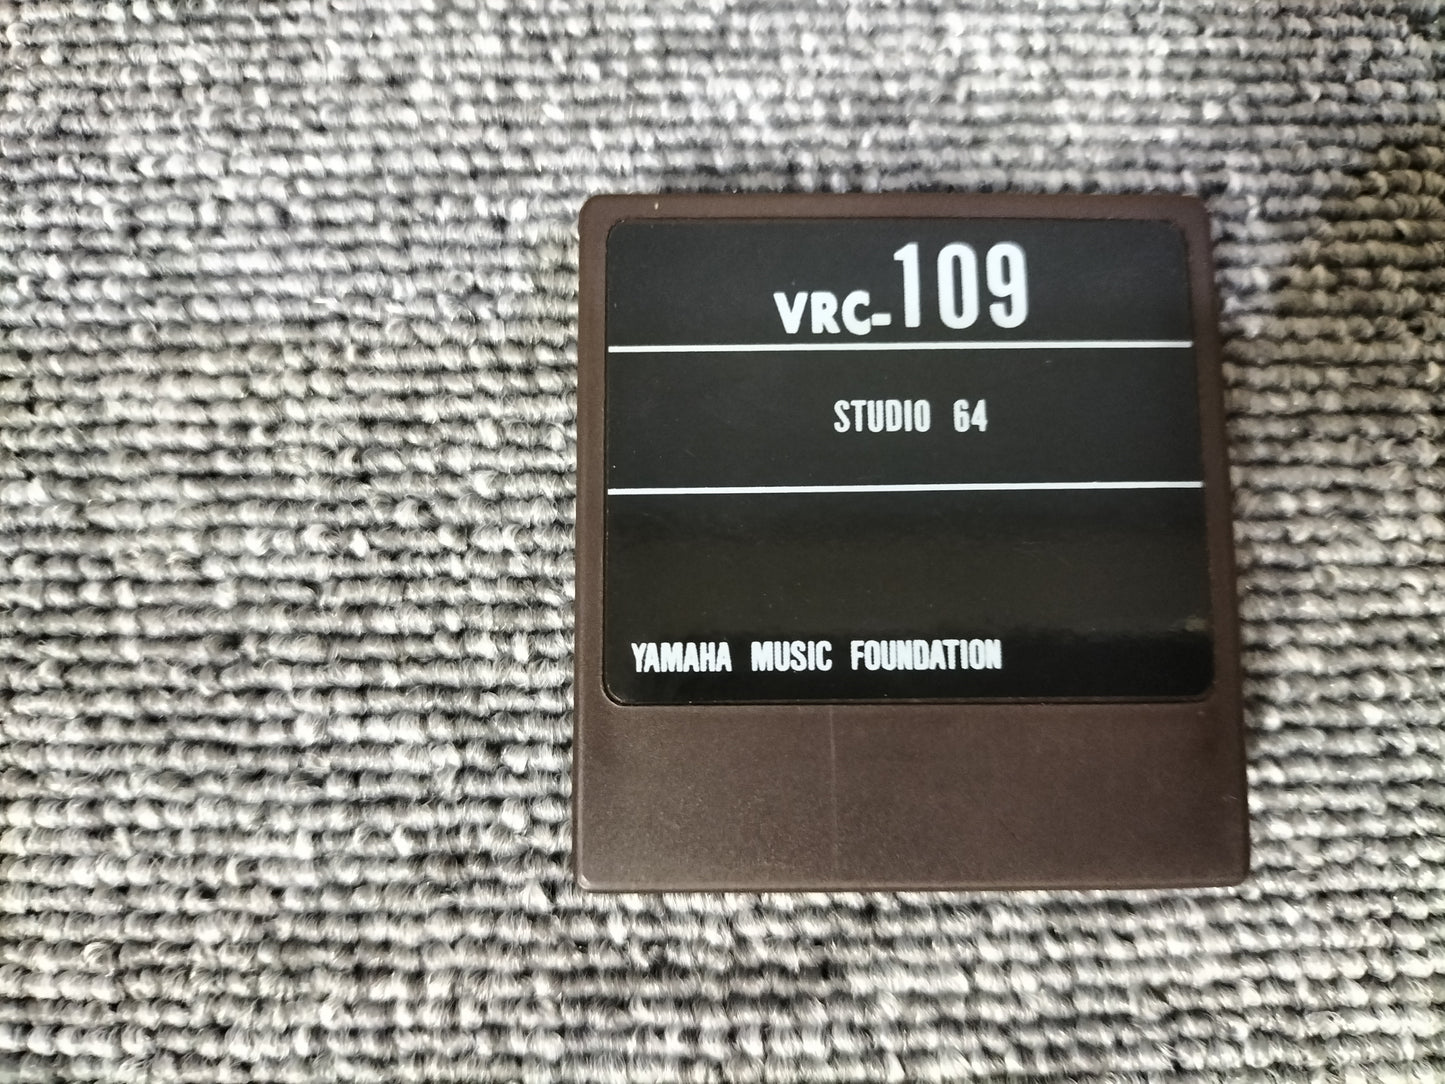 VRC-109
STUDIO 64
YAMAHA MUSIC FOUNDATION